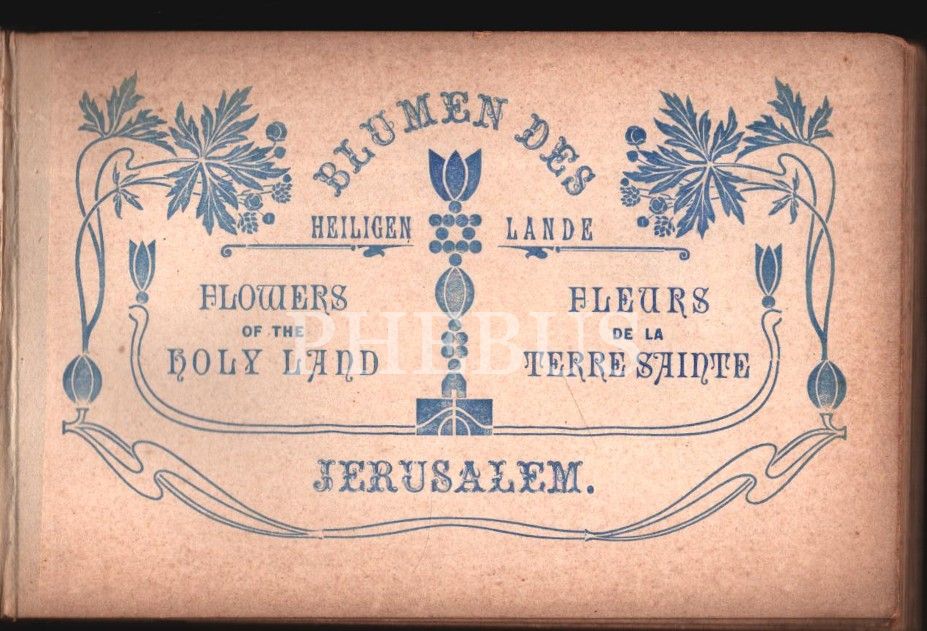 BLUMEN DES
HEILIGEN LANDE
FLOWERS
OF THE
HOLY LAND
FLEURS
DE LA
TERRE SAINTE
PHEBUS
JERUSALEM.